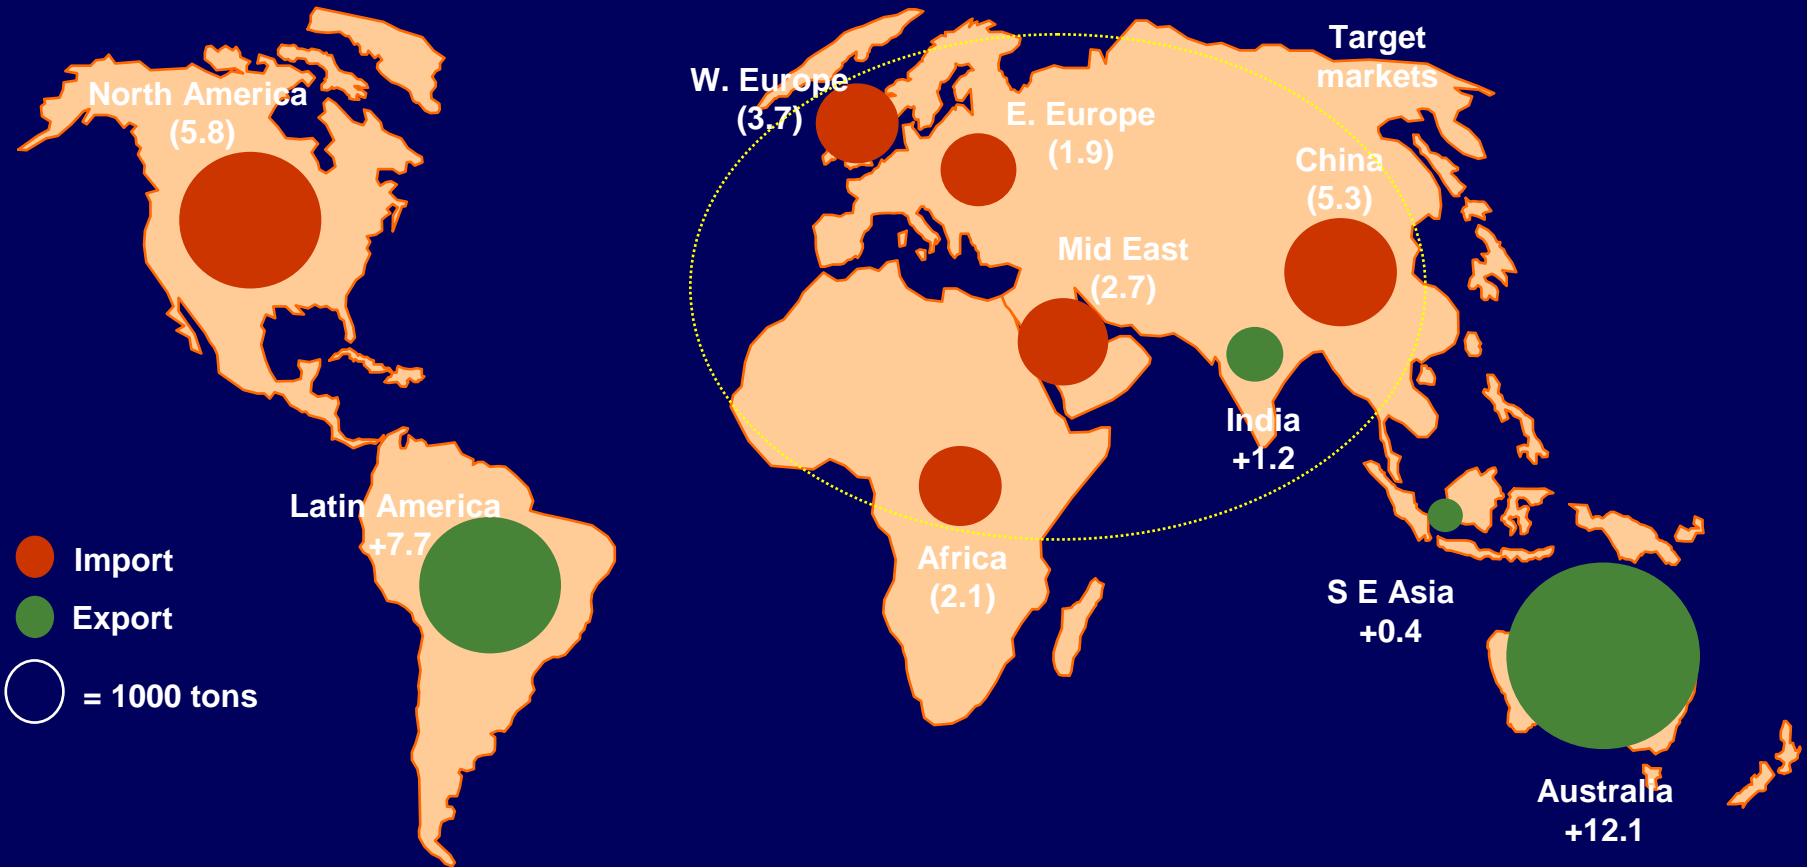 Target
markets
W. Europe
(3.7)
North America
(5.8)
E. Europe
(1.9)
China
(5.3)
Mid East
(2.7)
India
+1.2
Latin America
+7.7
Africa
(2.1)
S E Asia
+0.4
Australia
+12.1
Import
Export
= 1000 tons